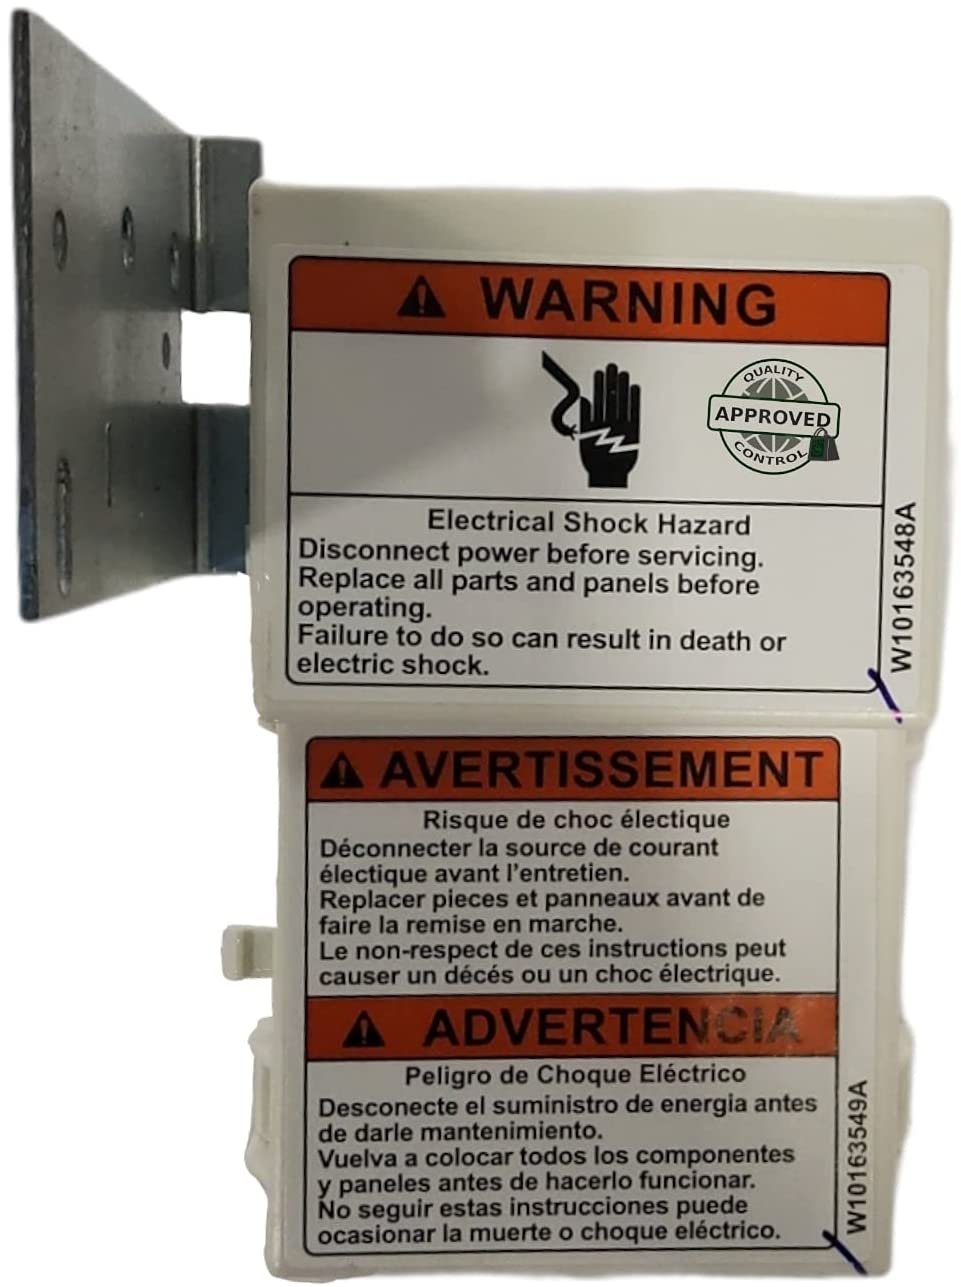 WARNING
QUALITY
APPROVED
CONTROL
Electrical Shock Hazard
Disconnect power before servicing.
Replace all parts and panels before
operating.
Failure to do so can result in death or
electric shock.
W10163548A
AVERTISSEMENT
Risque de choc électique
Déconnecter la source de courant
électique avant l'entretien.
Replacer pieces et panneaux avant de
faire la remise en marche.
Le non-respect de ces instructions peut
causer un décés ou un choc électrique.
ADVERTENCIA
Peligro de Choque Eléctrico
Desconecte el suministro de energia antes
de darle mantenimiento.
Vuelva a colocar todos los componentes
y paneles antes de hacerlo funcionar.
No seguir estas instrucciones puede
ocasionar la muerte o choque eléctrico.
W10163549A